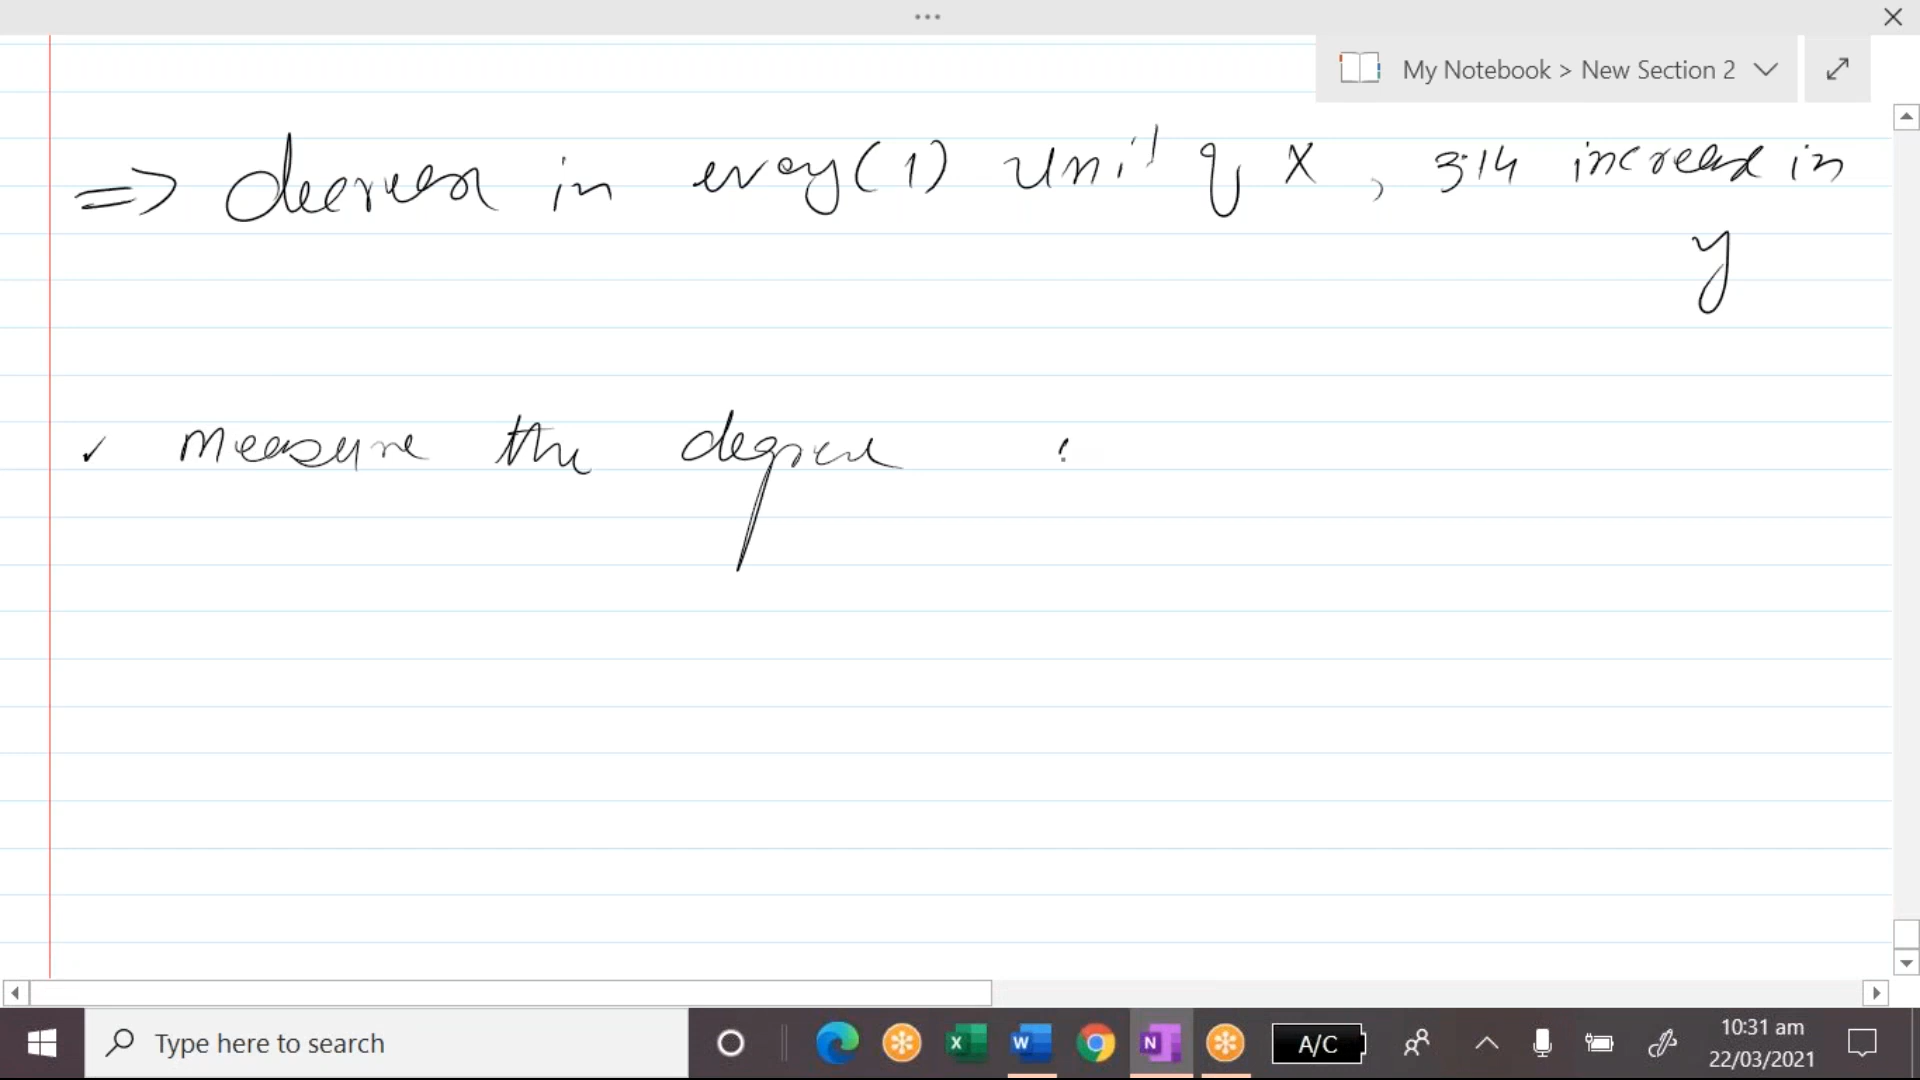 My Notebook > New Section 2
=> decrease in every (1) unit of X, 3.14 increase in
y
✓ measure the degree :
Type here to search
A/C
10:31 am
22/03/2021